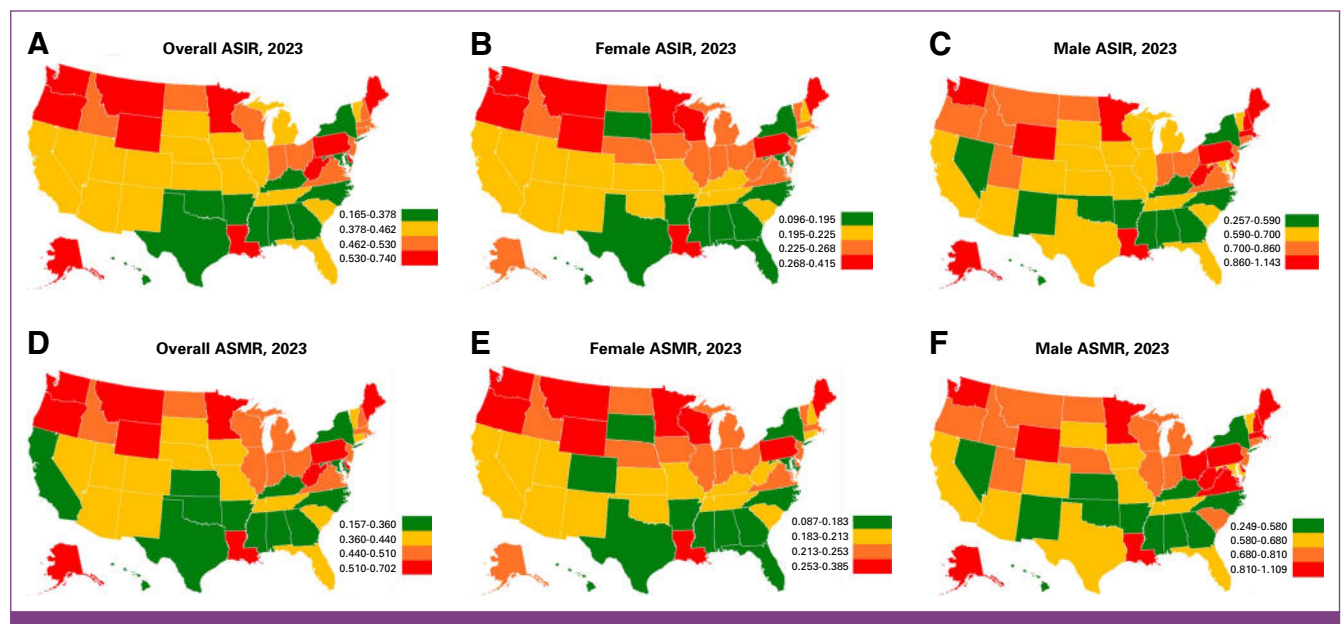 A
Overall ASIR, 2023
0.165-0.378
0.378-0.462
0.462-0.530
0.530-0.740
B
Female ASIR, 2023
0.096-0.195
0.195-0.225
0.225-0.268
0.268-0.415
C
Male ASIR, 2023
0.257-0.590
0.590-0.700
0.700-0.860
0.860-1.143
D
Overall ASMR, 2023
0.157-0.360
0.360-0.440
0.440-0.510
0.510-0.702
E
Female ASMR, 2023
0.087-0.183
0.183-0.213
0.213-0.253
0.253-0.385
F
Male ASMR, 2023
0.249-0.580
0.580-0.680
0.680-0.810
0.810-1.109